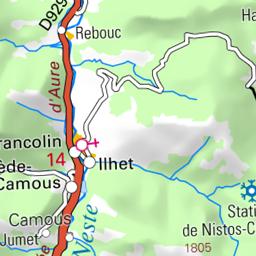 D929
Rebouc
Ha
d'Aure
rancolin
14
Ilhet
ède-
Camous
Camous
Neste
Jumet
Stati
de Nistos-C
1805